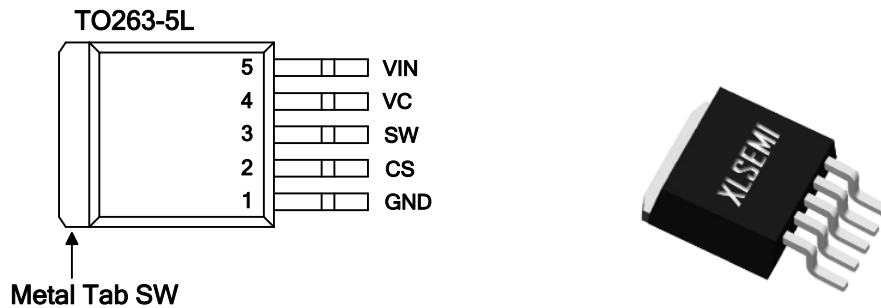 TO263-5L
5 VIN
4 VC
3 SW
2 CS
1 GND
Metal Tab SW
XLSEMI